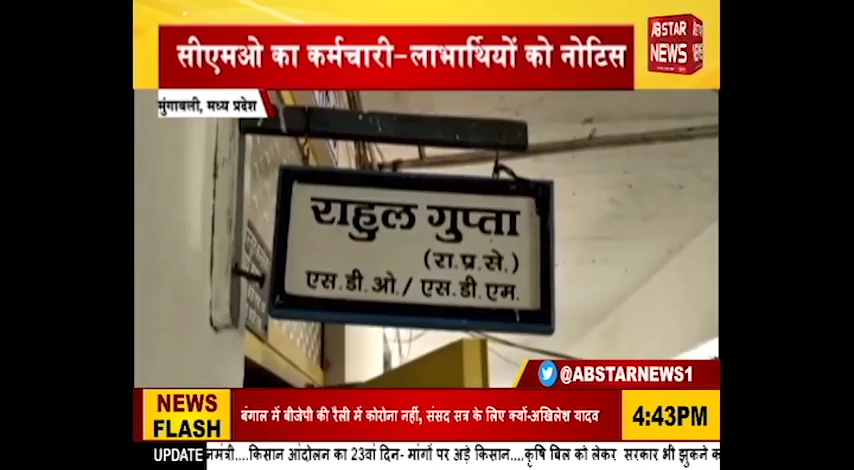 सीएमओ का कर्मचारी-लाभार्थियों को नोटिस
ABSTAR
NEWS
मुंगावली, मध्य प्रदेश
राहुल गुप्ता
(रा.प्र.से.)
एस.डी.ओ./ एस.डी.एम.
@ABSTARNEWS1
NEWS
FLASH
बंगाल में बीजेपी की रैली में कोरोना नहीं, संसद सत्र के लिए क्यों-अखिलेश यादव
4:43PM
UPDATE
नमंत्री....किसान आंदोलन का 23वां दिन- मांगों पर अड़े किसान....कृषि बिल को लेकर सरकार भी झुकने क